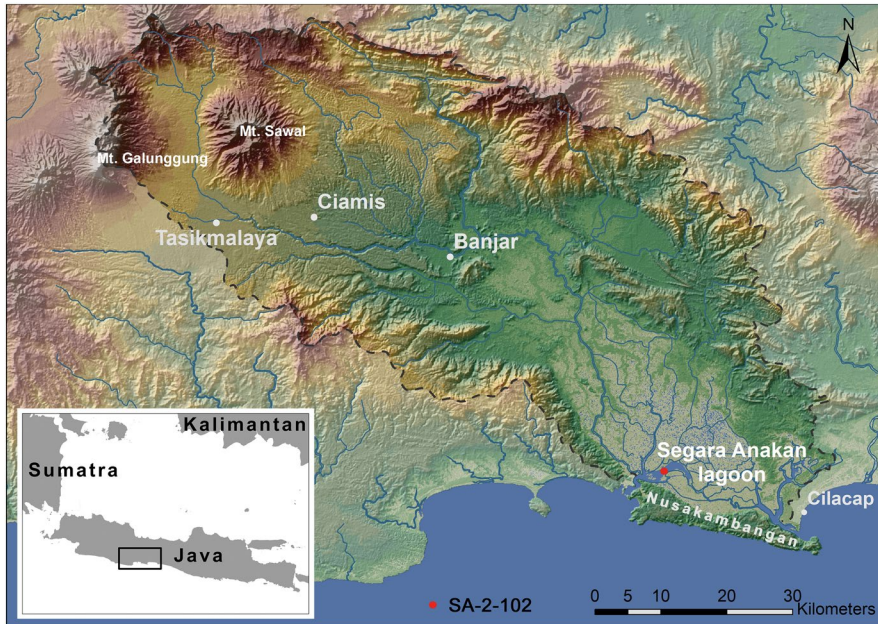 N
Mt. Sawal
Mt. Galunggung
Ciamis
Tasikmalaya
Banjar
Kalimantan
Sumatra
Java
Segara Anakan
lagoon
Cilacap
Nusakambangan
SA-2-102
0 5 10 20 30
Kilometers